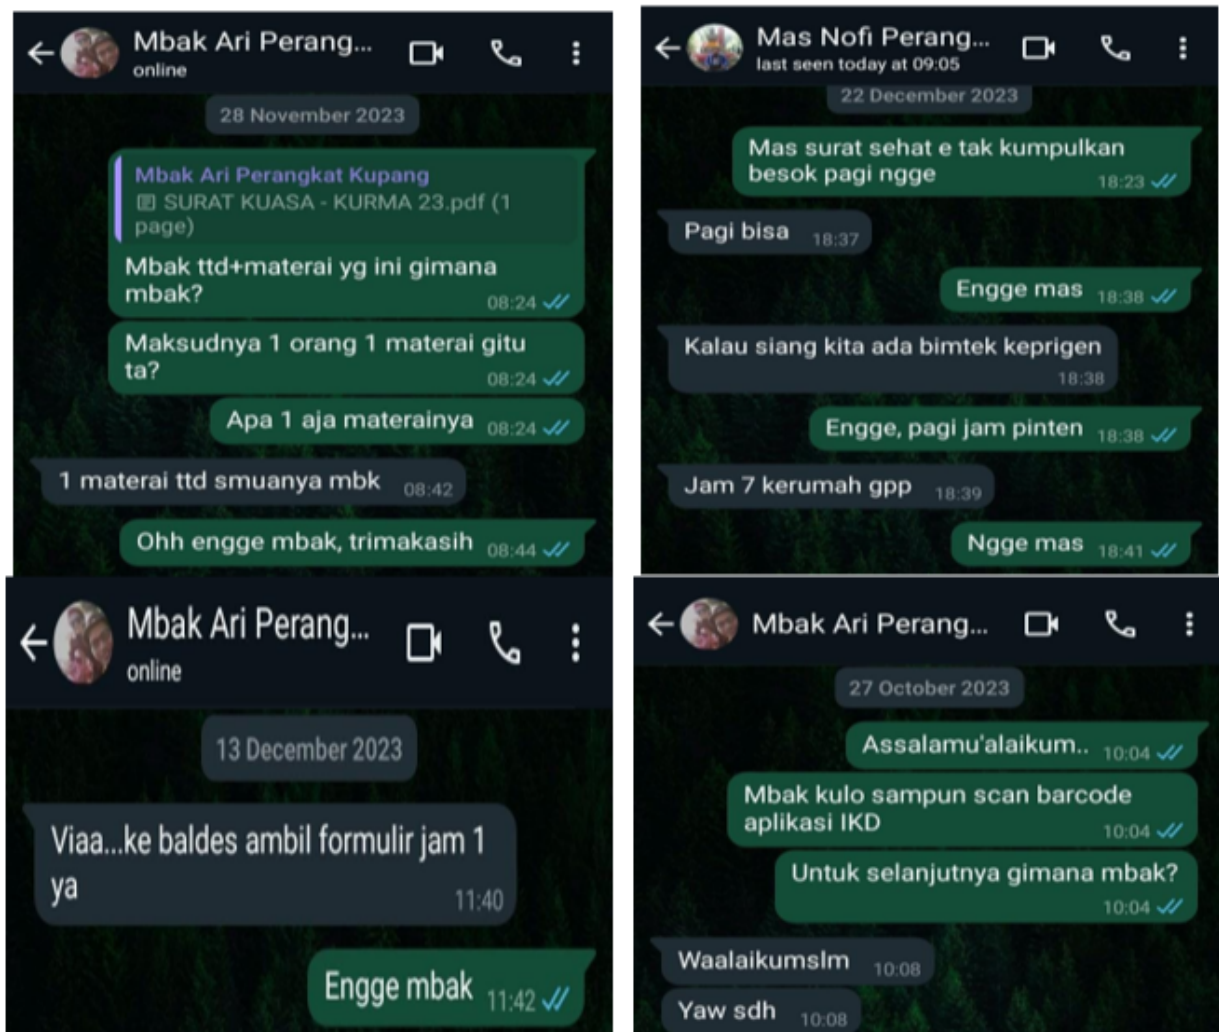 Mbak Ari Perang...
online
28 November 2023
Mbak Ari Perangkat Kupang
SURAT KUASA - KURMA 23.pdf (1
page)
Mbak ttd+materai yg ini gimana
mbak?
08:24
Maksudnya 1 orang 1 materai gitu
ta?
08:24
Apa 1 aja materainya 08:24
1 materai ttd smuanya mbk 08:42
Ohh engge mbak, trimakasih 08:44
Mas Nofi Perang...
last seen today at 09:05
22 December 2023
Mas surat sehat e tak kumpulkan
besok pagi ngge 18:23
Pagi bisa 18:37
Engge mas 18:38
Kalau siang kita ada bimtek keprigen
18:38
Engge, pagi jam pinten 18:38
Jam 7 kerumah gpp 18:39
Ngge mas 18:41
Mbak Ari Perang...
online
13 December 2023
Viaa...ke baldes ambil formulir jam 1
ya 11:40
Engge mbak 11:42
Mbak Ari Perang...
27 October 2023
Assalamu'alaikum.. 10:04
Mbak kulo sampun scan barcode
aplikasi IKD 10:04
Untuk selanjutnya gimana mbak?
10:04
Waalaikumslm 10:08
Yaw sdh 10:08